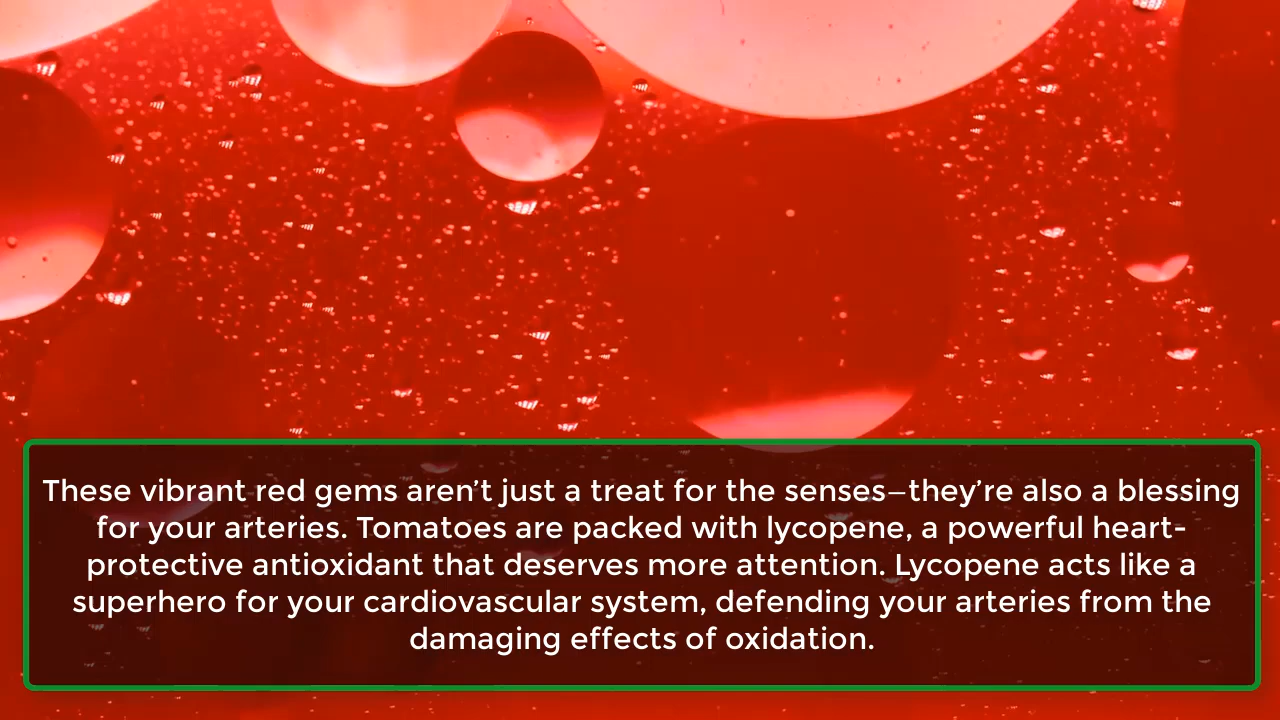 These vibrant red gems aren’t just a treat for the senses—they’re also a blessing
for your arteries. Tomatoes are packed with lycopene, a powerful heart-
protective antioxidant that deserves more attention. Lycopene acts like a
superhero for your cardiovascular system, defending your arteries from the
damaging effects of oxidation.